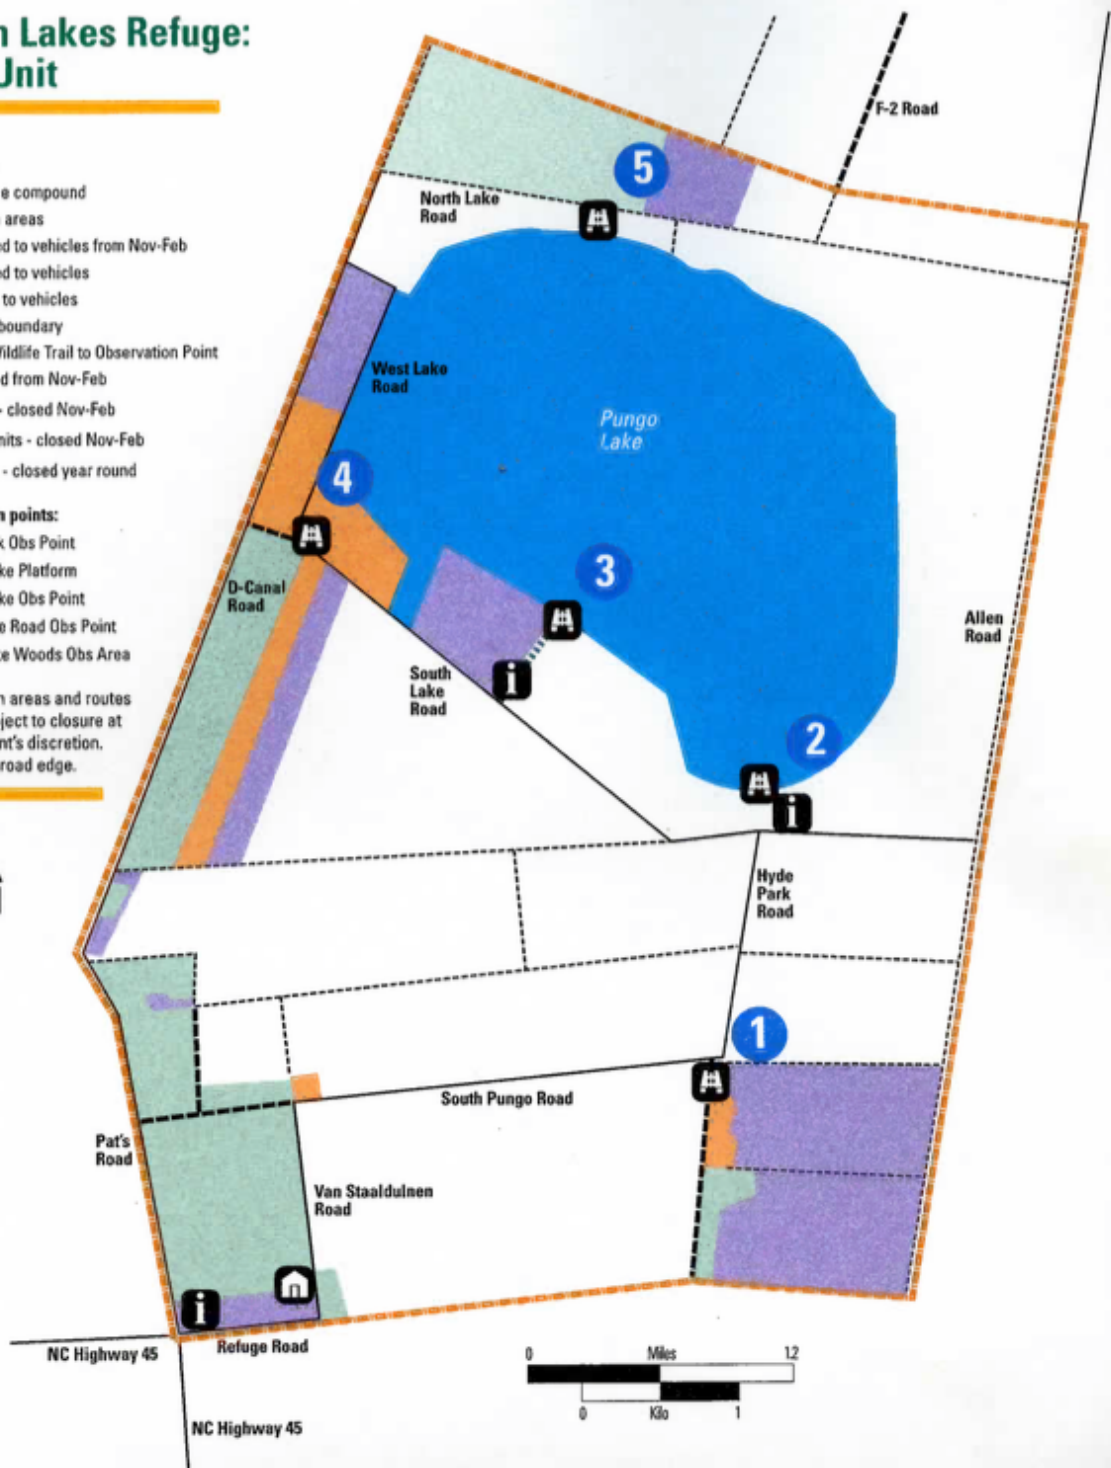 n Lakes Refuge:
Unit
e compound
areas
ed to vehicles from Nov-Feb
ed to vehicles
to vehicles
boundary
Wildlife Trail to Observation Point
d from Nov-Feb
- closed Nov-Feb
nits - closed Nov-Feb
- closed year round
n points:
k Obs Point
ke Platform
ke Obs Point
e Road Obs Point
ke Woods Obs Area
n areas and routes
ject to closure at
nt's discretion.
road edge.
F-2 Road
5
North Lake
Road
West Lake
Road
Pungo
Lake
4
3
D-Canal
Road
Allen
Road
South
Lake
Road
i
2
i
Hyde
Park
Road
1
South Pungo Road
Pat's
Road
Van Staalduinen
Road
i
NC Highway 45
Refuge Road
0 Miles 1.2
0 Kilo 1
NC Highway 45